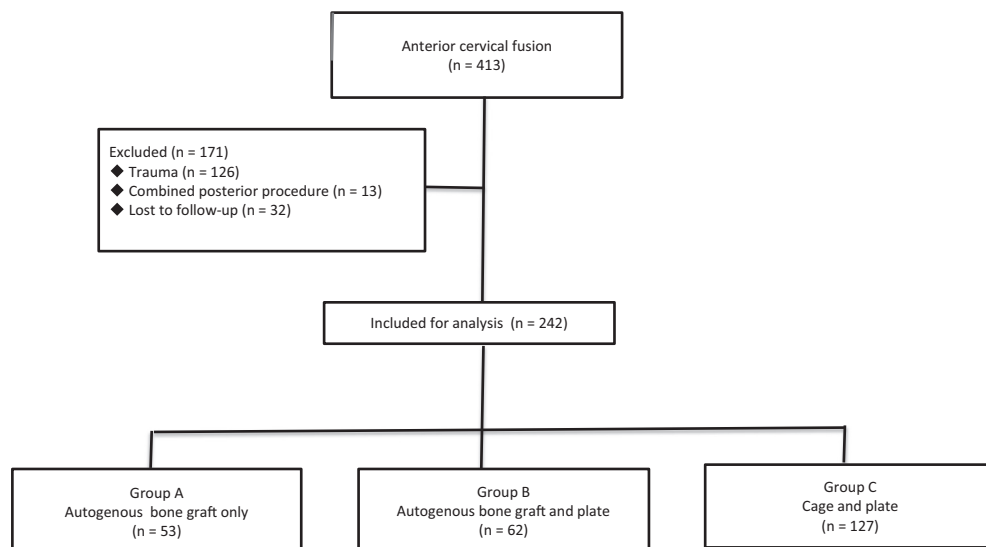 Anterior cervical fusion
(n = 413)
Excluded (n = 171)
◆ Trauma (n = 126)
◆ Combined posterior procedure (n = 13)
◆ Lost to follow-up (n = 32)
Included for analysis (n = 242)
Group A
Autogenous bone graft only
(n = 53)
Group B
Autogenous bone graft and plate
(n = 62)
Group C
Cage and plate
(n = 127)